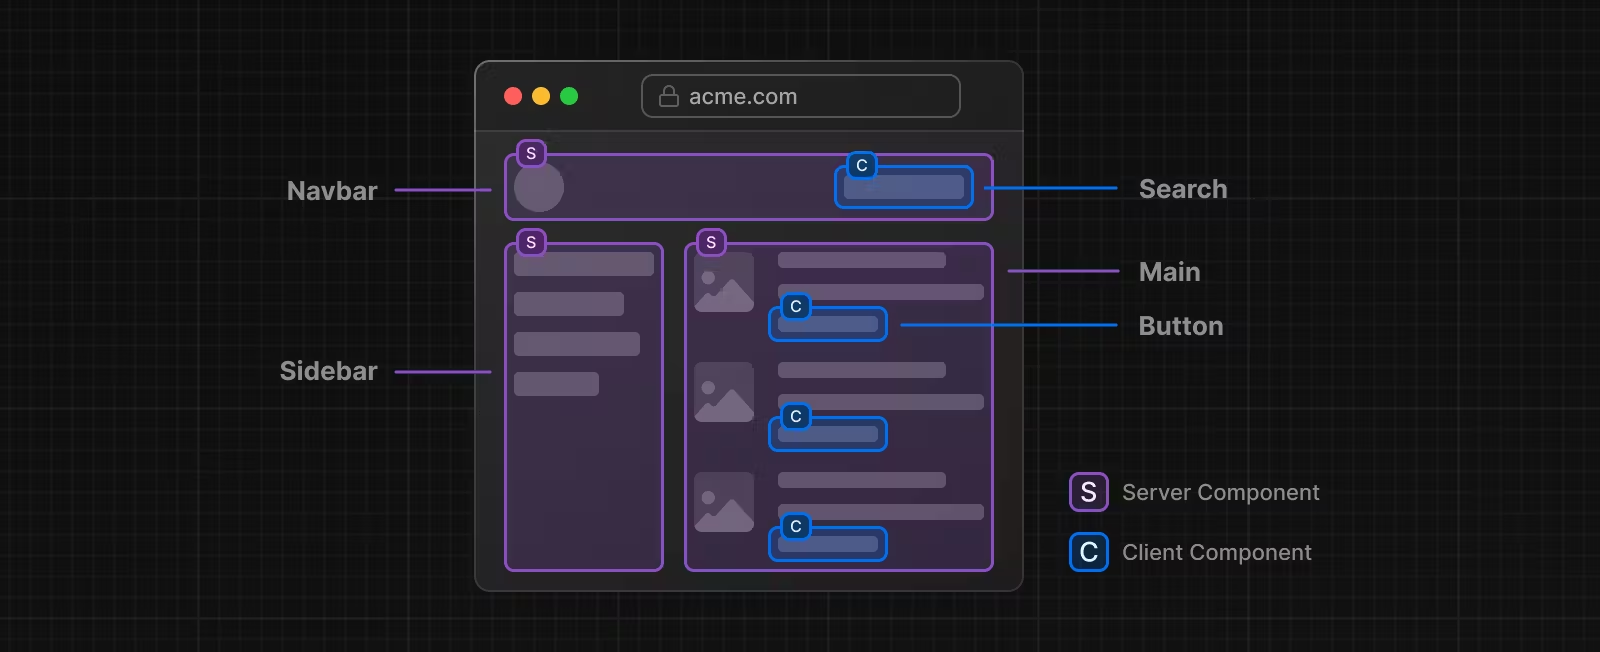 acme.com
S
C
Navbar
Search
S
S
Main
C
Button
Sidebar
C
S Server Component
C
C Client Component